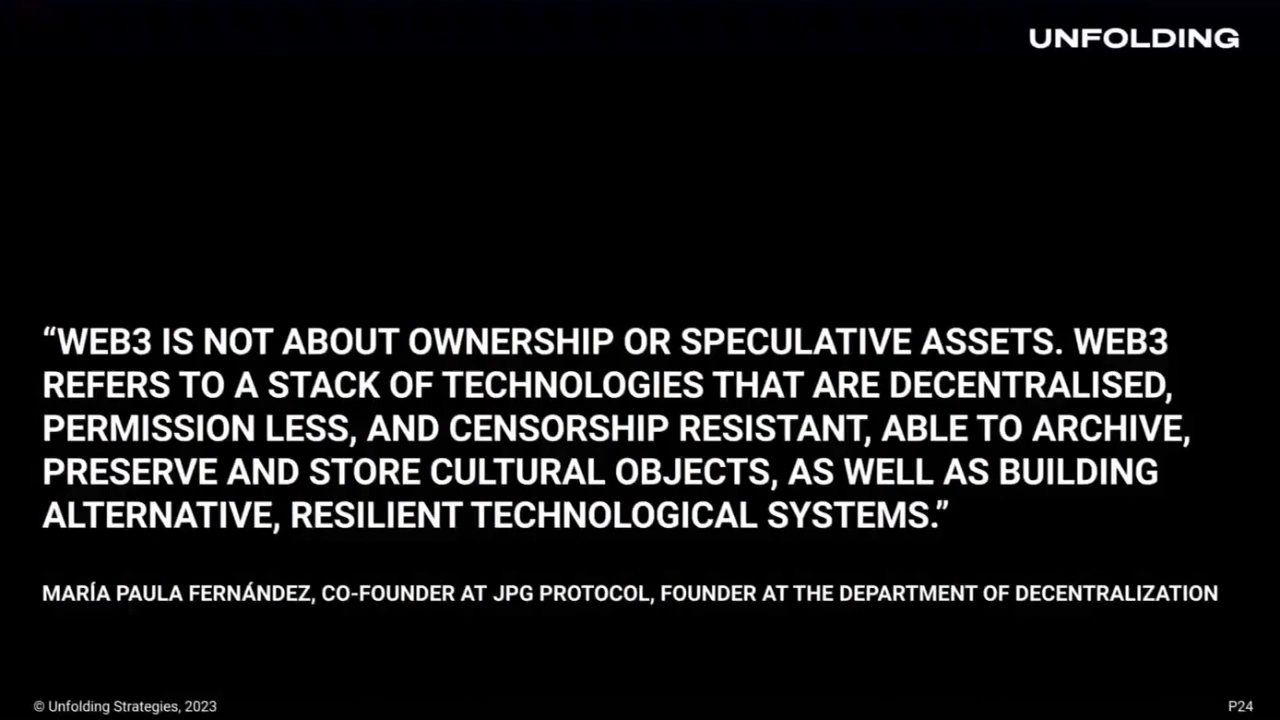 UNFOLDING
“WEB3 IS NOT ABOUT OWNERSHIP OR SPECULATIVE ASSETS. WEB3
REFERS TO A STACK OF TECHNOLOGIES THAT ARE DECENTRALISED,
PERMISSION LESS, AND CENSORSHIP RESISTANT, ABLE TO ARCHIVE,
PRESERVE AND STORE CULTURAL OBJECTS, AS WELL AS BUILDING
ALTERNATIVE, RESILIENT TECHNOLOGICAL SYSTEMS.”
MARÍA PAULA FERNÁNDEZ, CO-FOUNDER AT JPG PROTOCOL, FOUNDER AT THE DEPARTMENT OF DECENTRALIZATION
© Unfolding Strategies, 2023
P24